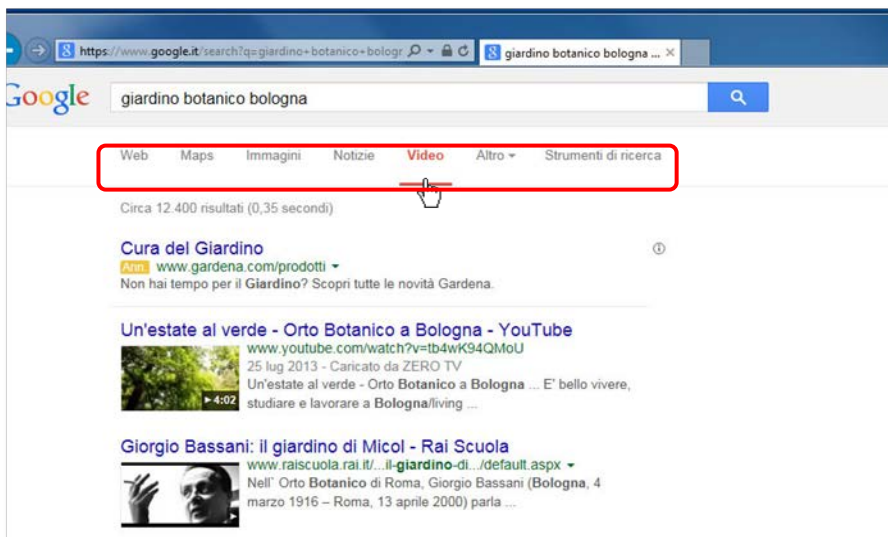 https://www.google.it/search?q=giardino+botanico+bologr
giardino botanico bologna ...
Google
giardino botanico bologna
Web Maps Immagini Notizie Video Altro Strumenti di ricerca
Circa 12.400 risultati (0,35 secondi)
Cura del Giardino
Ann. www.gardena.com/prodotti
Non hai tempo per il Giardino? Scopri tutte le novità Gardena.
Un'estate al verde - Orto Botanico a Bologna - YouTube
www.youtube.com/watch?v=tb4wK94QMoU
25 lug 2013 - Caricato da ZERO TV
Un'estate al verde - Orto Botanico a Bologna ... E' bello vivere,
4:02 studiare e lavorare a Bologna/living ...
Giorgio Bassani: il giardino di Micol - Rai Scuola
www.raiscuola.rai.it/...il-giardino-di.../default.aspx
Nell` Orto Botanico di Roma, Giorgio Bassani (Bologna, 4
marzo 1916 – Roma, 13 aprile 2000) parla ...